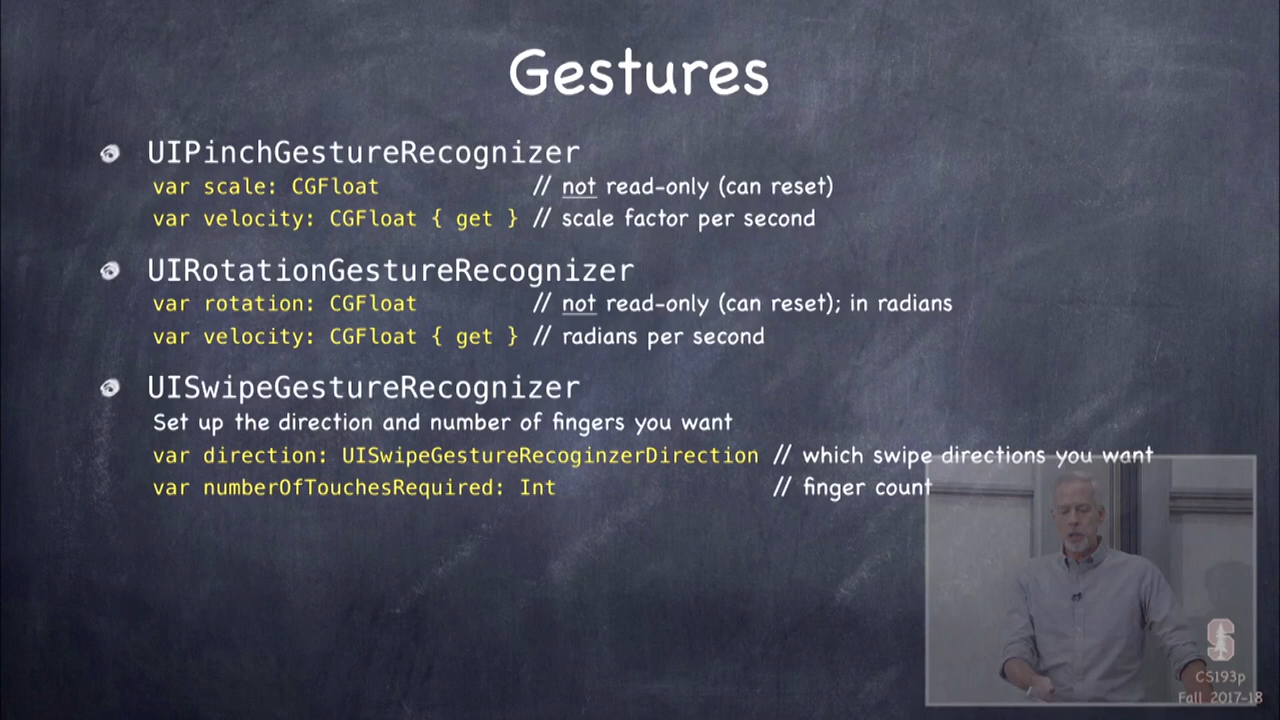 Gestures
UIPinchGestureRecognizer
var scale: CGFloat // not read-only (can reset)
var velocity: CGFloat { get } // scale factor per second
UIRotationGestureRecognizer
var rotation: CGFloat // not read-only (can reset); in radians
var velocity: CGFloat { get } // radians per second
UISwipeGestureRecognizer
Set up the direction and number of fingers you want
var direction: UISwipeGestureRecoginzerDirection // which swipe directions you want
var numberOfTouchesRequired: Int // finger count
S
CS193p
Fall 2017-18